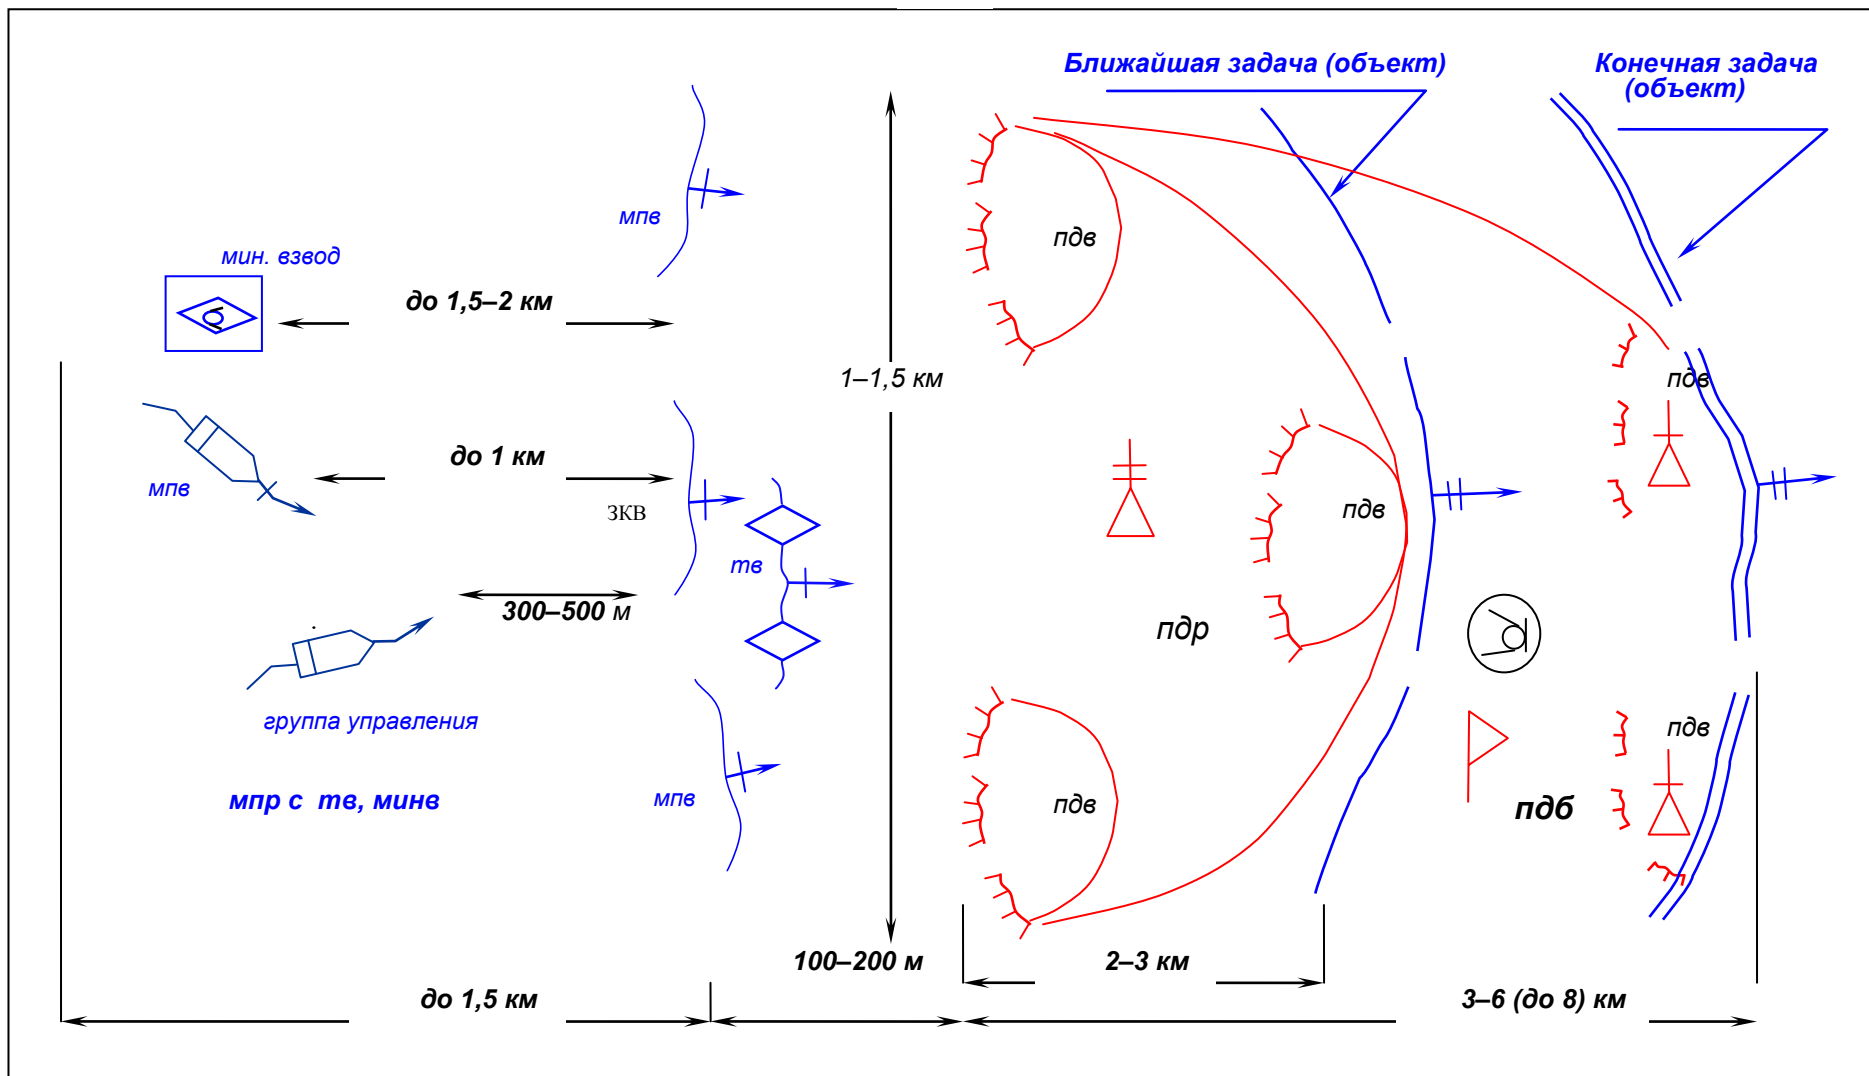 Ближайшая задача (объект)
Конечная задача
(объект)
мпв
мин. взвод
пдв
до 1,5–2 км
1–1,5 км
пдв
до 1 км
мпв
ЗКВ
пдв
тв
300–500 м
пдр
группа управления
пдв
мпр с тв, минв
мпв
пдв
пдб
100–200 м
2–3 км
до 1,5 км
3–6 (до 8) км